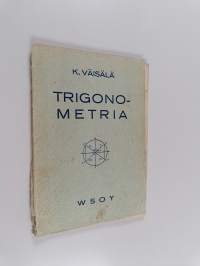 K. VÄISÄLÄ
TRIGONO-
METRIA
WSOY